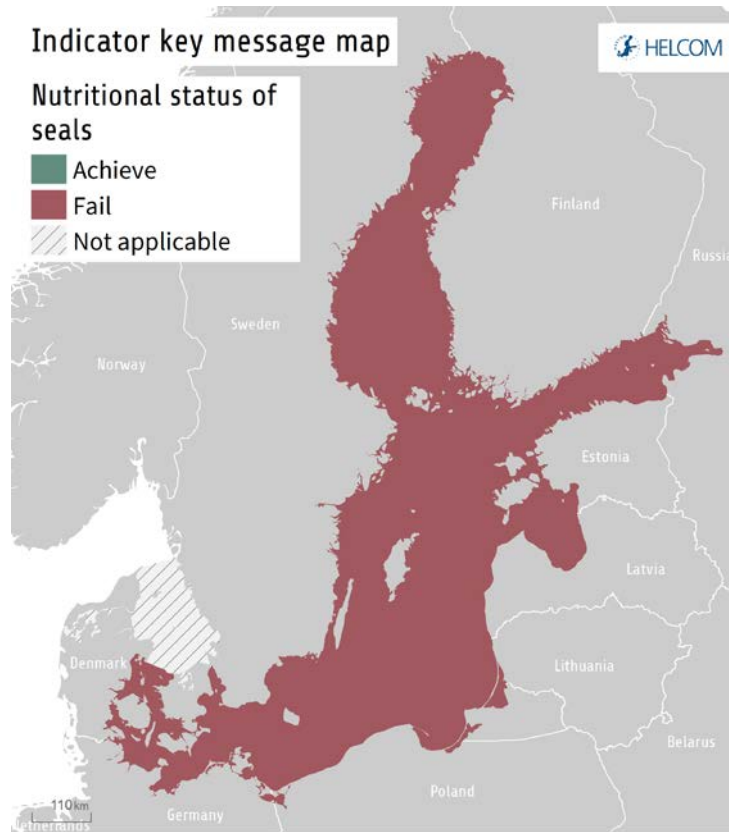 Indicator key message map
HELCOM
Nutritional status of
seals
Achieve
Fail
Not applicable
Finland
Russia
Sweden
Norway
Estonia
Latvia
Denmark
Lithuania
Belarus
110km
Poland
Germany
Netherlands